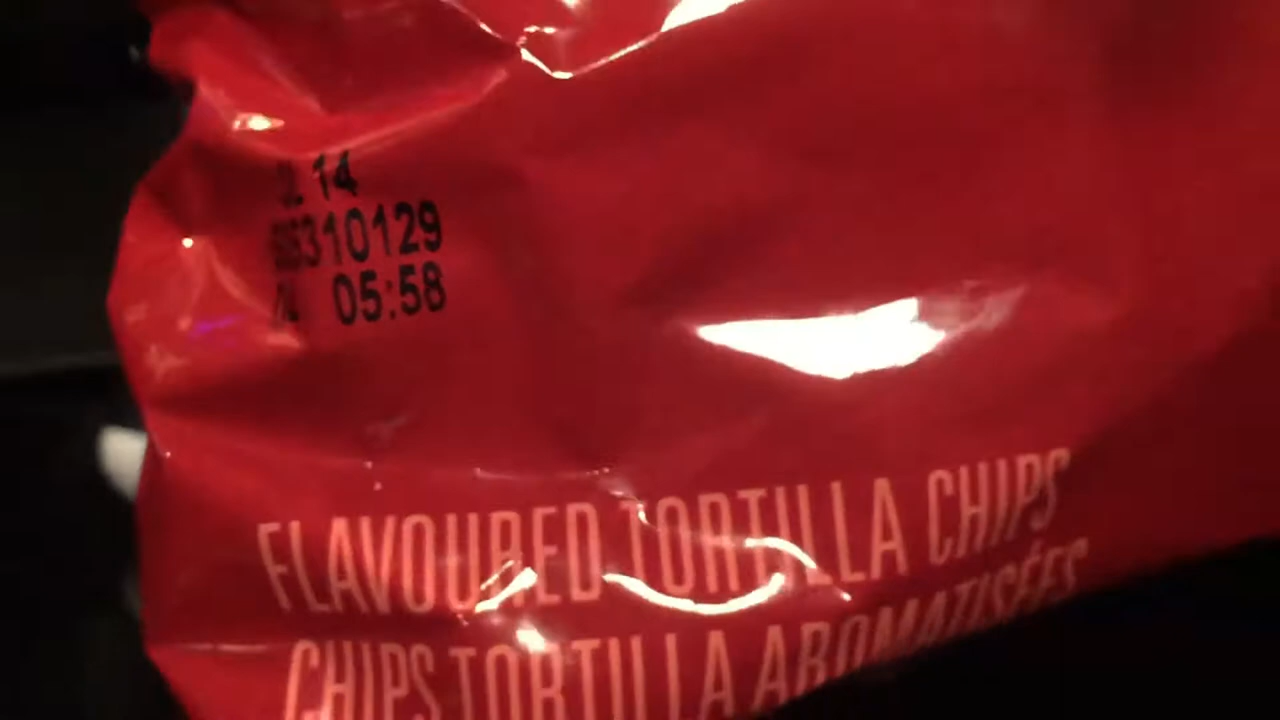 14
310129
05:58
FLAVOURED TORTILLA CHIPS
CHIPS TORTILLA AROMATISÉES